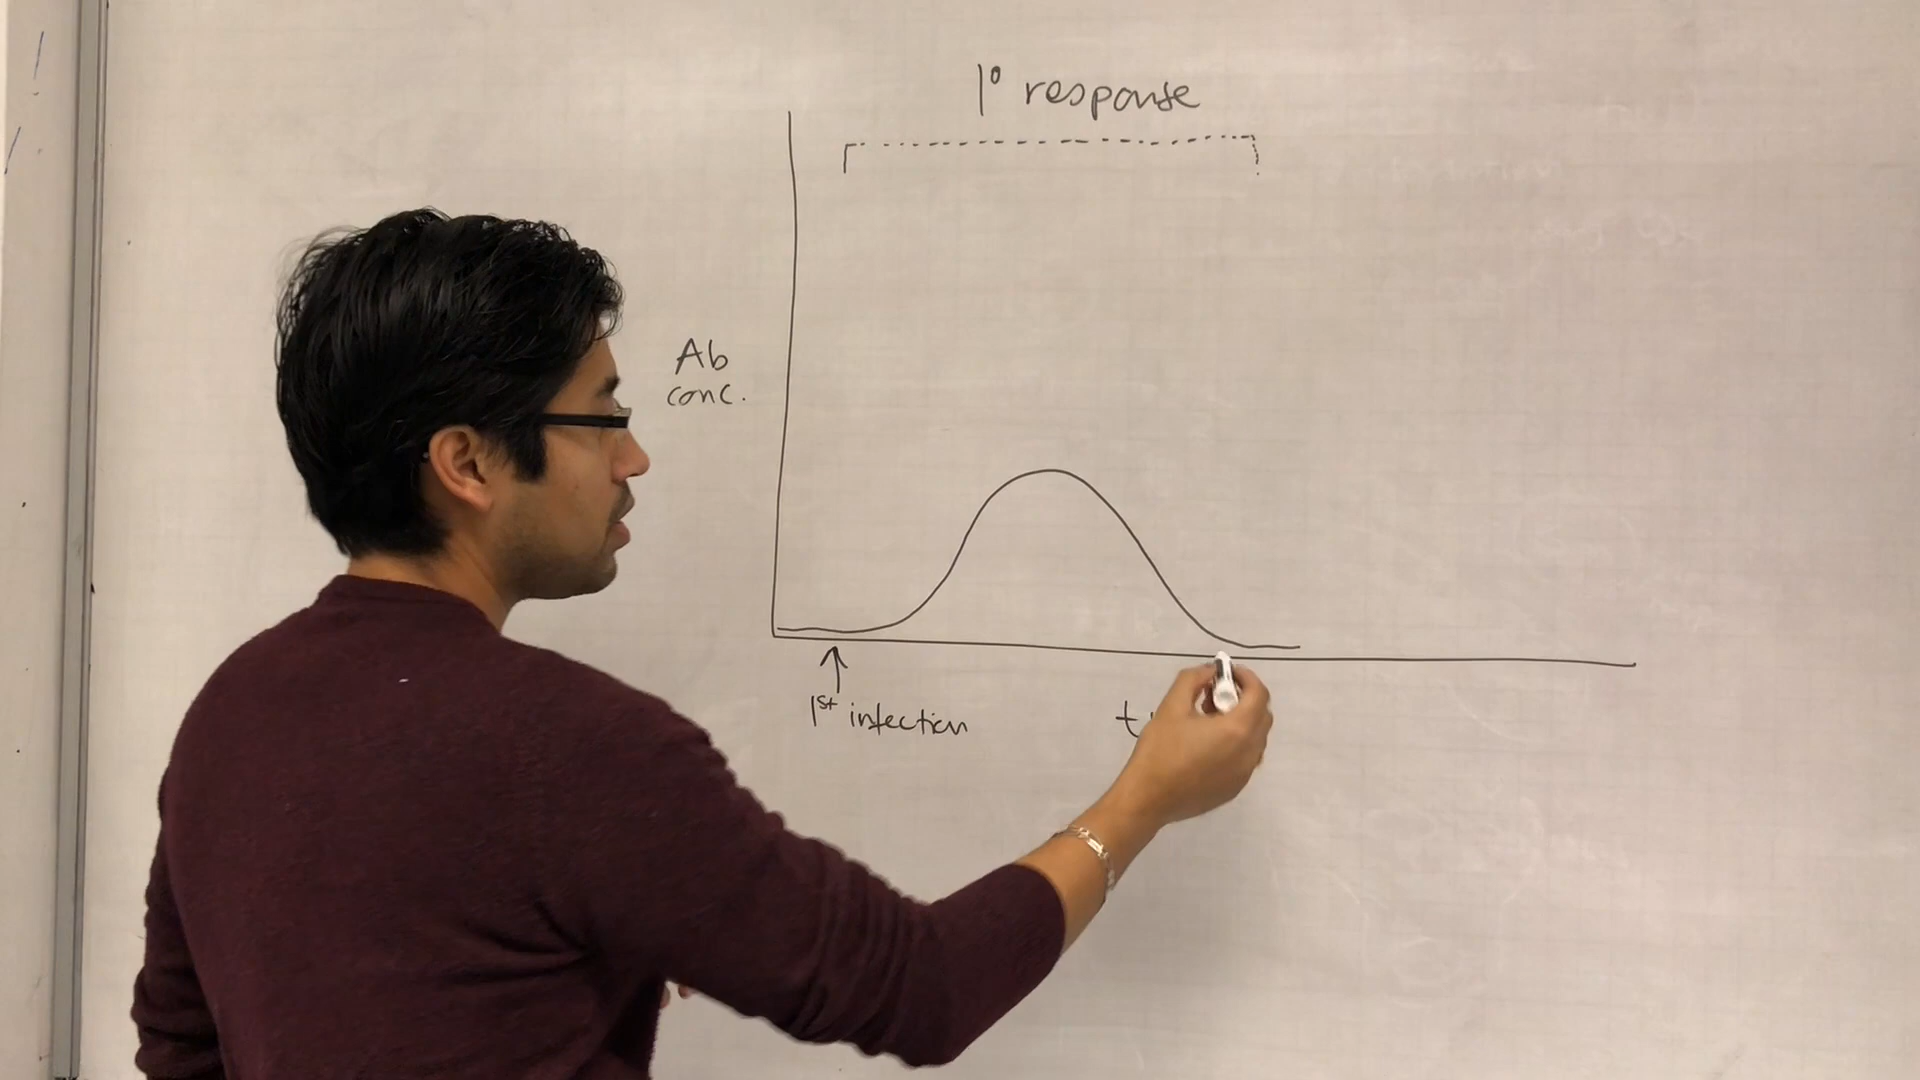 1° response
Ab
conc.
1st infection